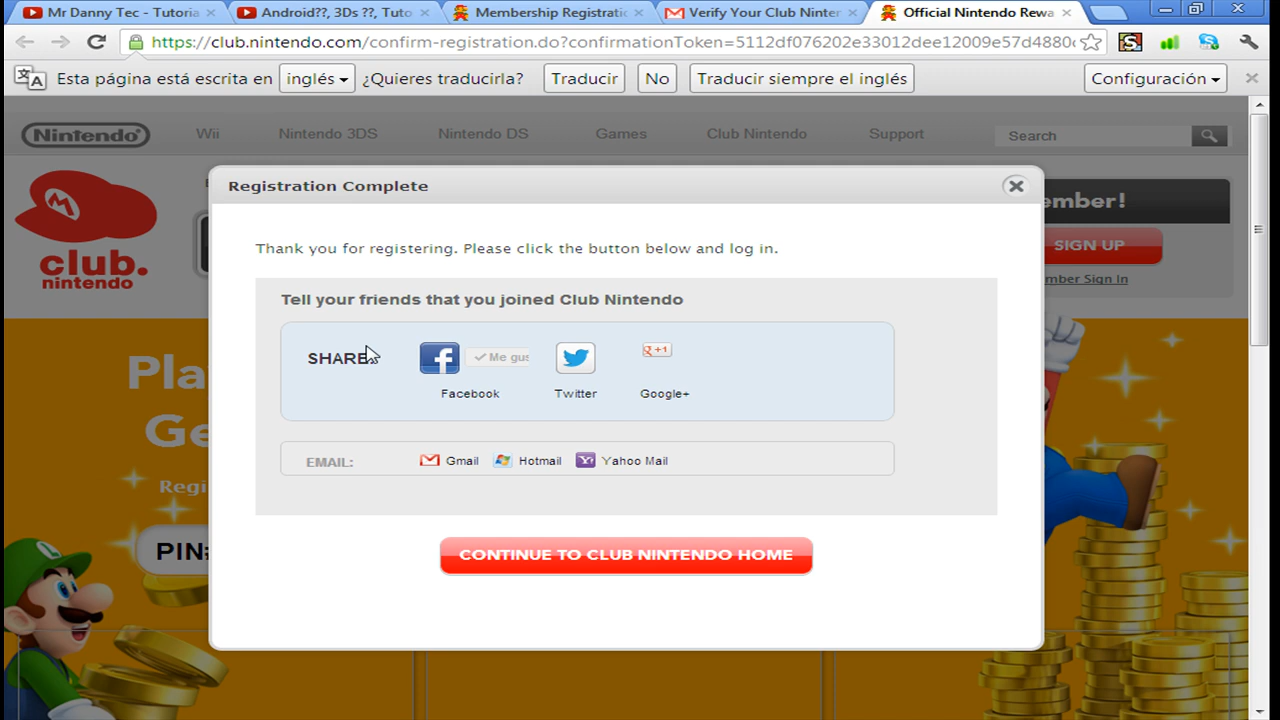 Mr Danny Tec - Tutoria
Android??, 3Ds ??, Tuto
Membership Registratio
Verify Your Club Ninter
Official Nintendo Rewa
https://club.nintendo.com/confirm-registration.do?confirmationToken=5112df076202e33012dee12009e57d4880c
Esta página está escrita en inglés ¿Quieres traducirla? Traducir No Traducir siempre el inglés Configuración
Nintendo Wii Nintendo 3DS Nintendo DS Games Club Nintendo Support Search
club.
nintendo
Registration Complete
ember!
SIGN UP
mber Sign In
Thank you for registering. Please click the button below and log in.
Tell your friends that you joined Club Nintendo
SHARE
Me gus
g +1
Facebook Twitter Google+
EMAIL: Gmail Hotmail Yahoo Mail
CONTINUE TO CLUB NINTENDO HOME
Pla
Ge
Regi
PIN#